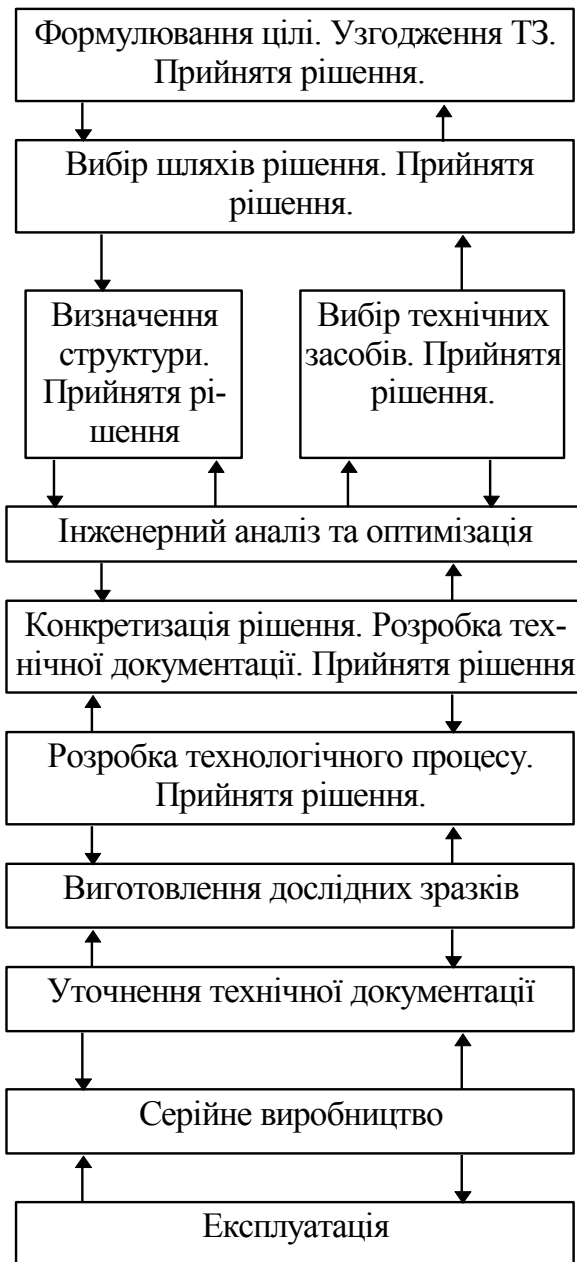 Формулювання цілі. Узгодження ТЗ.
Прийнятя рішення.
Вибір шляхів рішення. Прийнятя
рішення.
Визначення
структури.
Прийнятя рі-
шення
Вибір технічних
засобів. Прийнятя
рішення.
Інженерний аналіз та оптимізація
Конкретизація рішення. Розробка тех-
нічної документації. Прийнятя рішення
Розробка технологічного процесу.
Прийнятя рішення.
Виготовлення дослідних зразків
Уточнення технічної документації
Серійне виробництво
Експлуатація